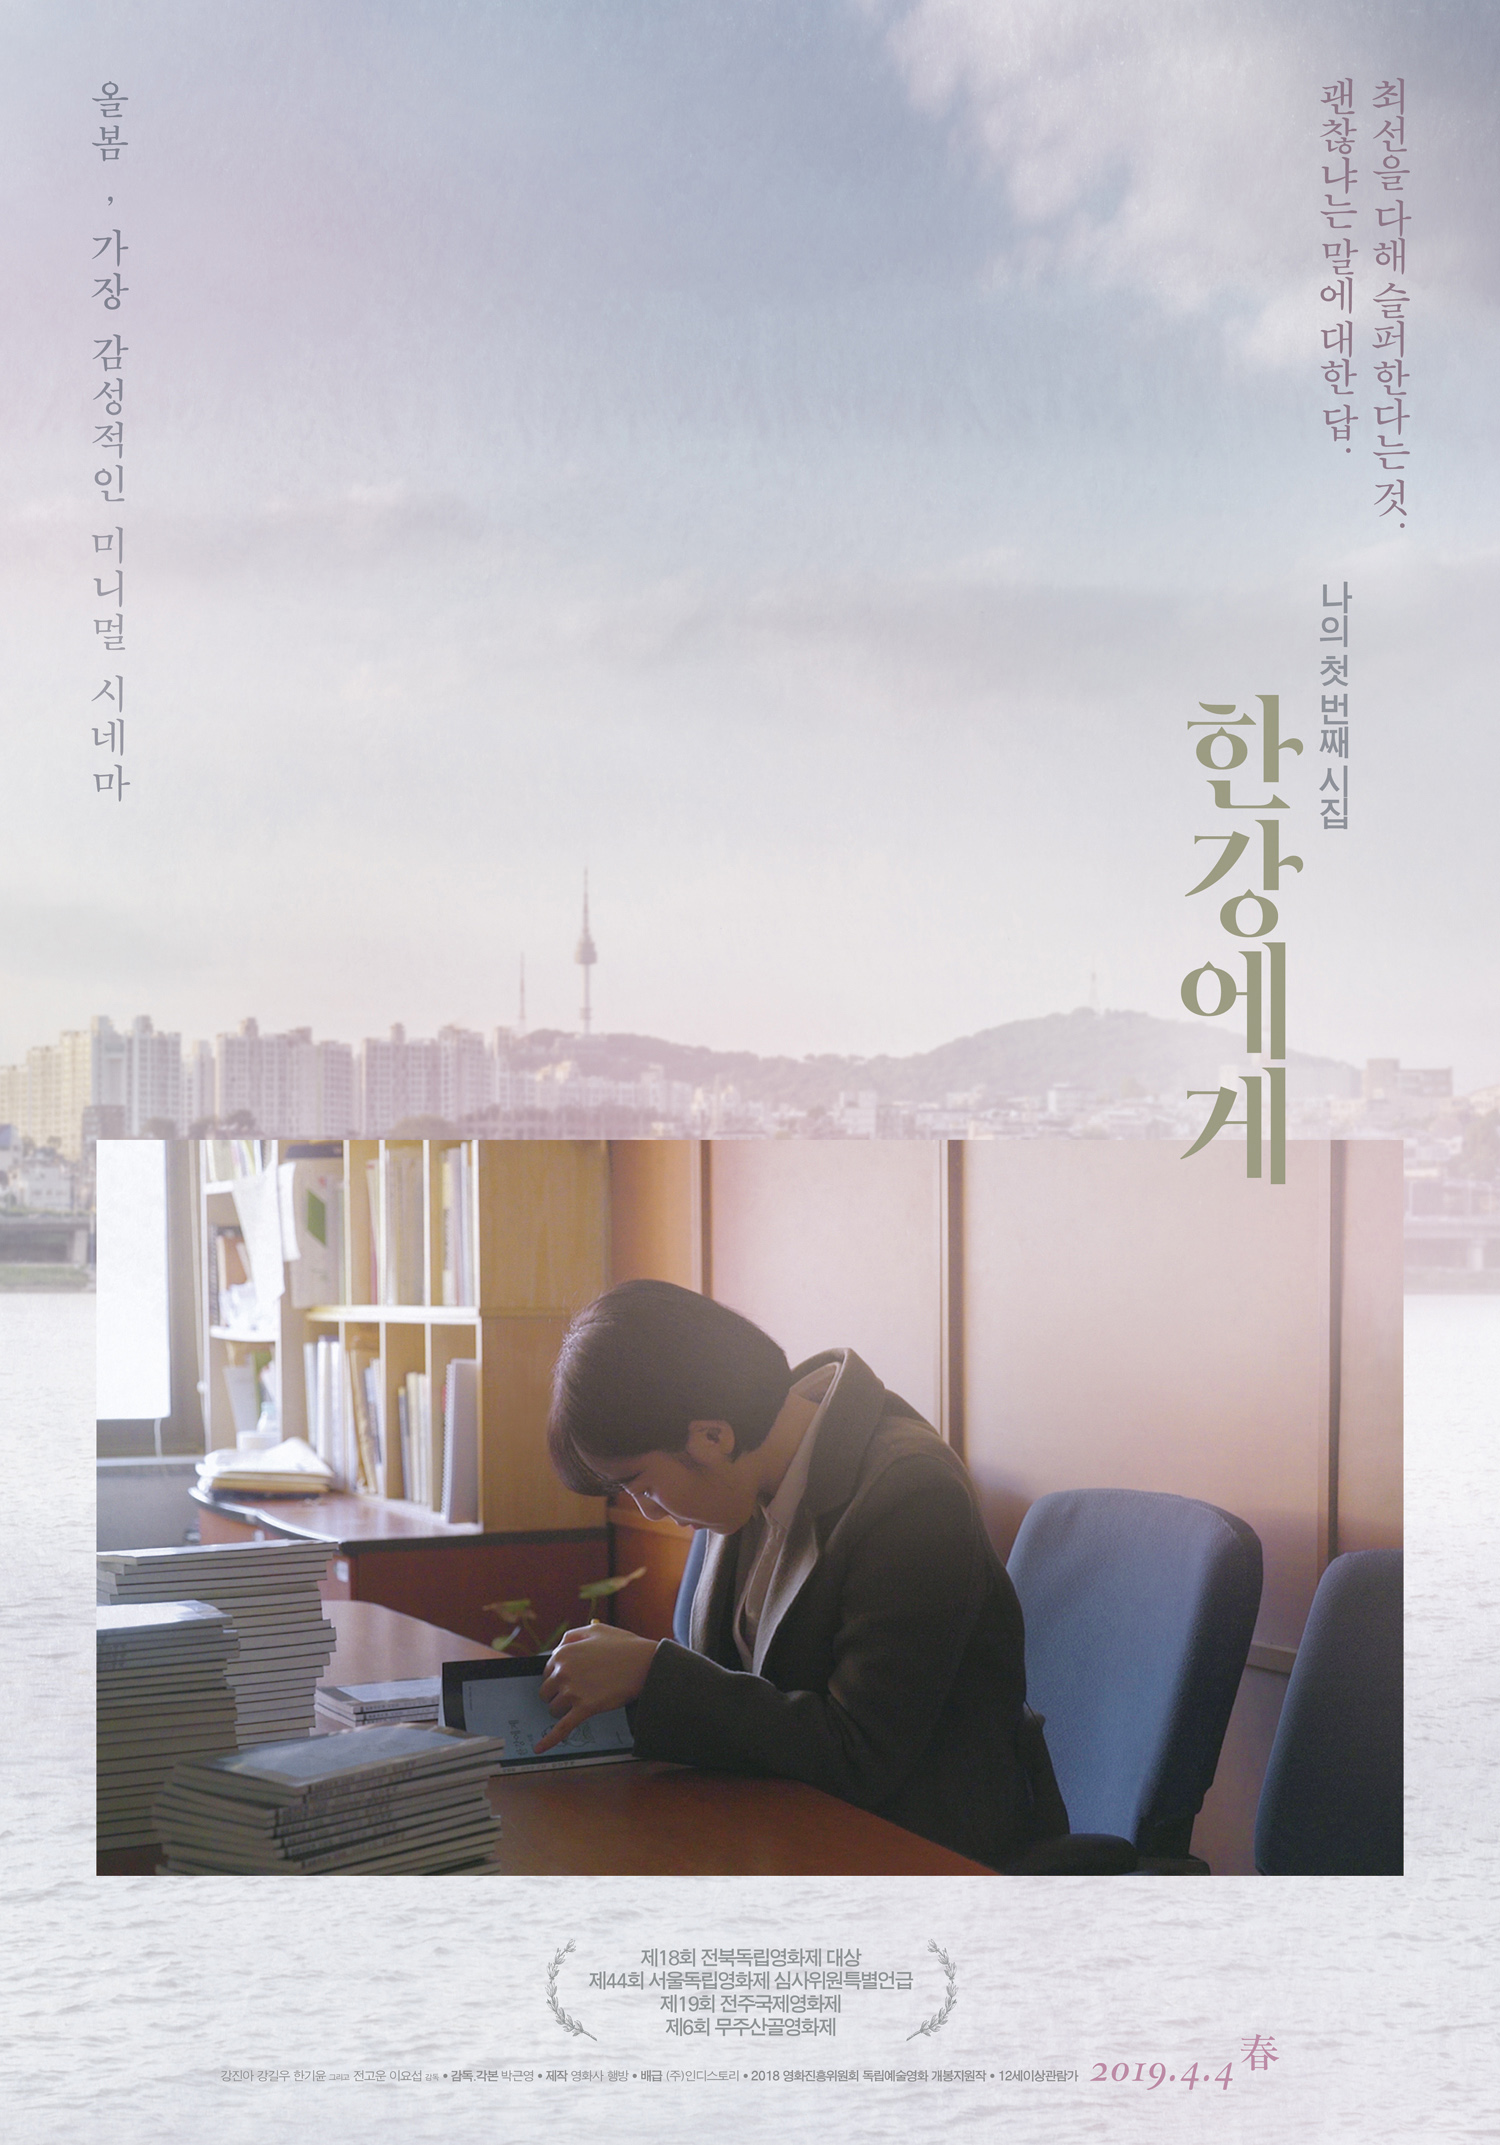 최선을 다해 슬퍼한다는 것.
괜찮냐는 말에 대한 답.
올봄, 가장 감성적인 미니멀 시네마
나의 첫 번째 시집
한강에게
제18회 전북독립영화제 대상
제44회 서울독립영화제 심사위원특별언급
제19회 전주국제영화제
제6회 무주산골영화제
강진아 강길우 한기윤 그리고 전고운 이요섭 감독 • 감독.각본 박근영 • 제작 영화사 행방 • 배급 (주)인디스토리 • 2018 영화진흥위원회 독립예술영화 개봉지원작 • 12세이상관람가
2019.4.4 春